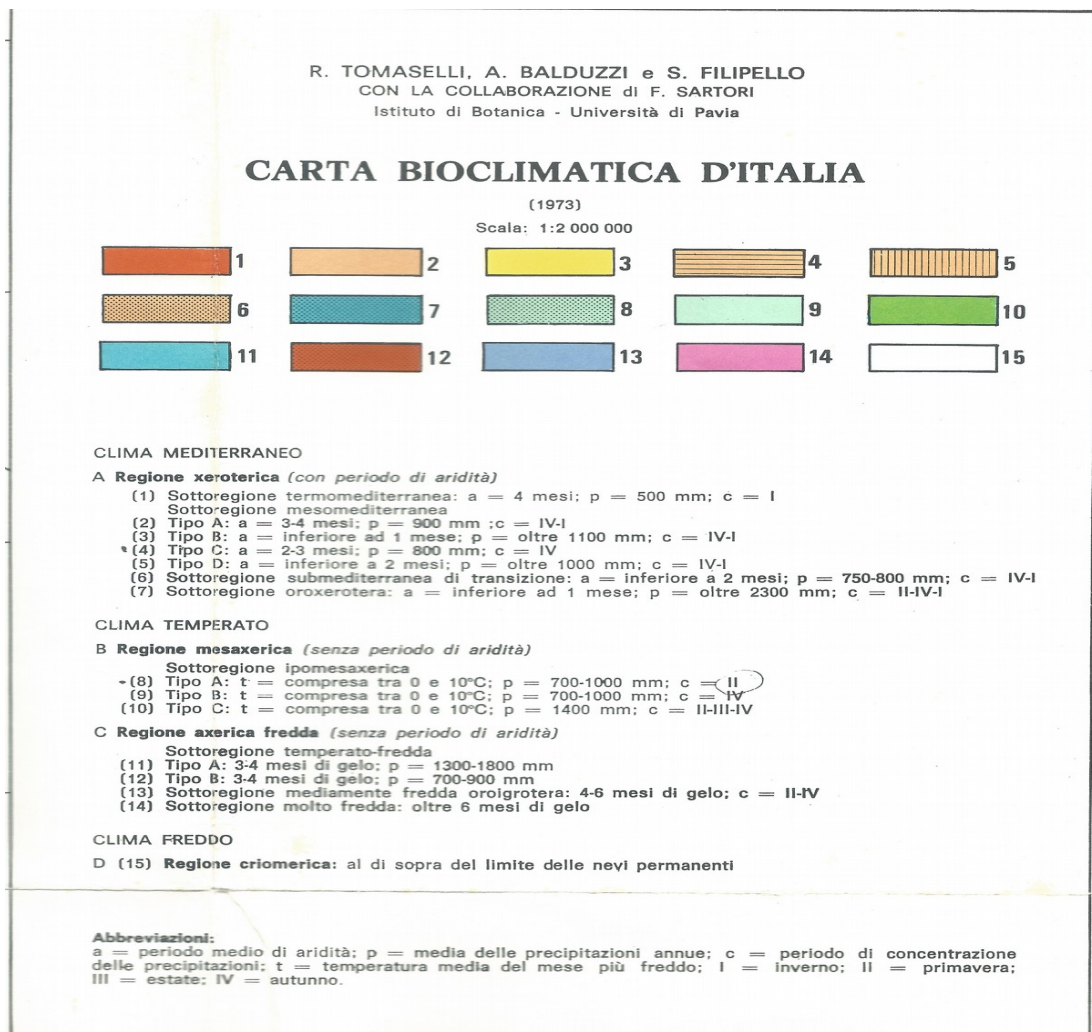 R. TOMASELLI, A. BALDUZZI e S. FILIPELLO
CON LA COLLABORAZIONE di F. SARTORI
Istituto di Botanica - Università di Pavia
CARTA BIOCLIMATICA D'ITALIA
(1973)
Scala: 1:2 000 000
1 2 3 4 5
6 7 8 9 10
11 12 13 14 15
CLIMA MEDITERRANEO
A Regione xeroterica (con periodo di aridità)
(1) Sottoregione termomediterranea: a = 4 mesi; p = 500 mm; c = I
Sottoregione mesomediterranea
(2) Tipo A: a = 3-4 mesi; p = 900 mm ;c = IV-I
(3) Tipo B: a = inferiore ad 1 mese; p = oltre 1100 mm; c = IV-I
(4) Tipo C: a = 2-3 mesi; p = 800 mm; c = IV
(5) Tipo D: a = inferiore a 2 mesi; p = oltre 1000 mm; c = IV-I
(6) Sottoregione submediterranea di transizione: a = inferiore a 2 mesi; p = 750-800 mm; c = IV-I
(7) Sottoregione oroxerotera: a = inferiore ad 1 mese; p = oltre 2300 mm; c = II-IV-I
CLIMA TEMPERATO
B Regione mesaxerica (senza periodo di aridità)
Sottoregione ipomesaxerica
(8) Tipo A: t = compresa tra 0 e 10°C; p = 700-1000 mm; c = II
(9) Tipo B: t = compresa tra 0 e 10°C; p = 700-1000 mm; c = IV
(10) Tipo C: t = compresa tra 0 e 10°C; p = 1400 mm; c = II-III-IV
C Regione axerica fredda (senza periodo di aridità)
Sottoregione temperato-fredda
(11) Tipo A: 3-4 mesi di gelo; p = 1300-1800 mm
(12) Tipo B: 3-4 mesi di gelo; p = 700-900 mm
(13) Sottoregione mediamente fredda oroigrotera: 4-6 mesi di gelo; c = II-IV
(14) Sottoregione molto fredda: oltre 6 mesi di gelo
CLIMA FREDDO
D (15) Regione criomerica: al di sopra del limite delle nevi permanenti
Abbreviazioni:
a = periodo medio di aridità; p = media delle precipitazioni annue; c = periodo di concentrazione
delle precipitazioni; t = temperatura media del mese più freddo; I = inverno; II = primavera;
III = estate; IV = autunno.